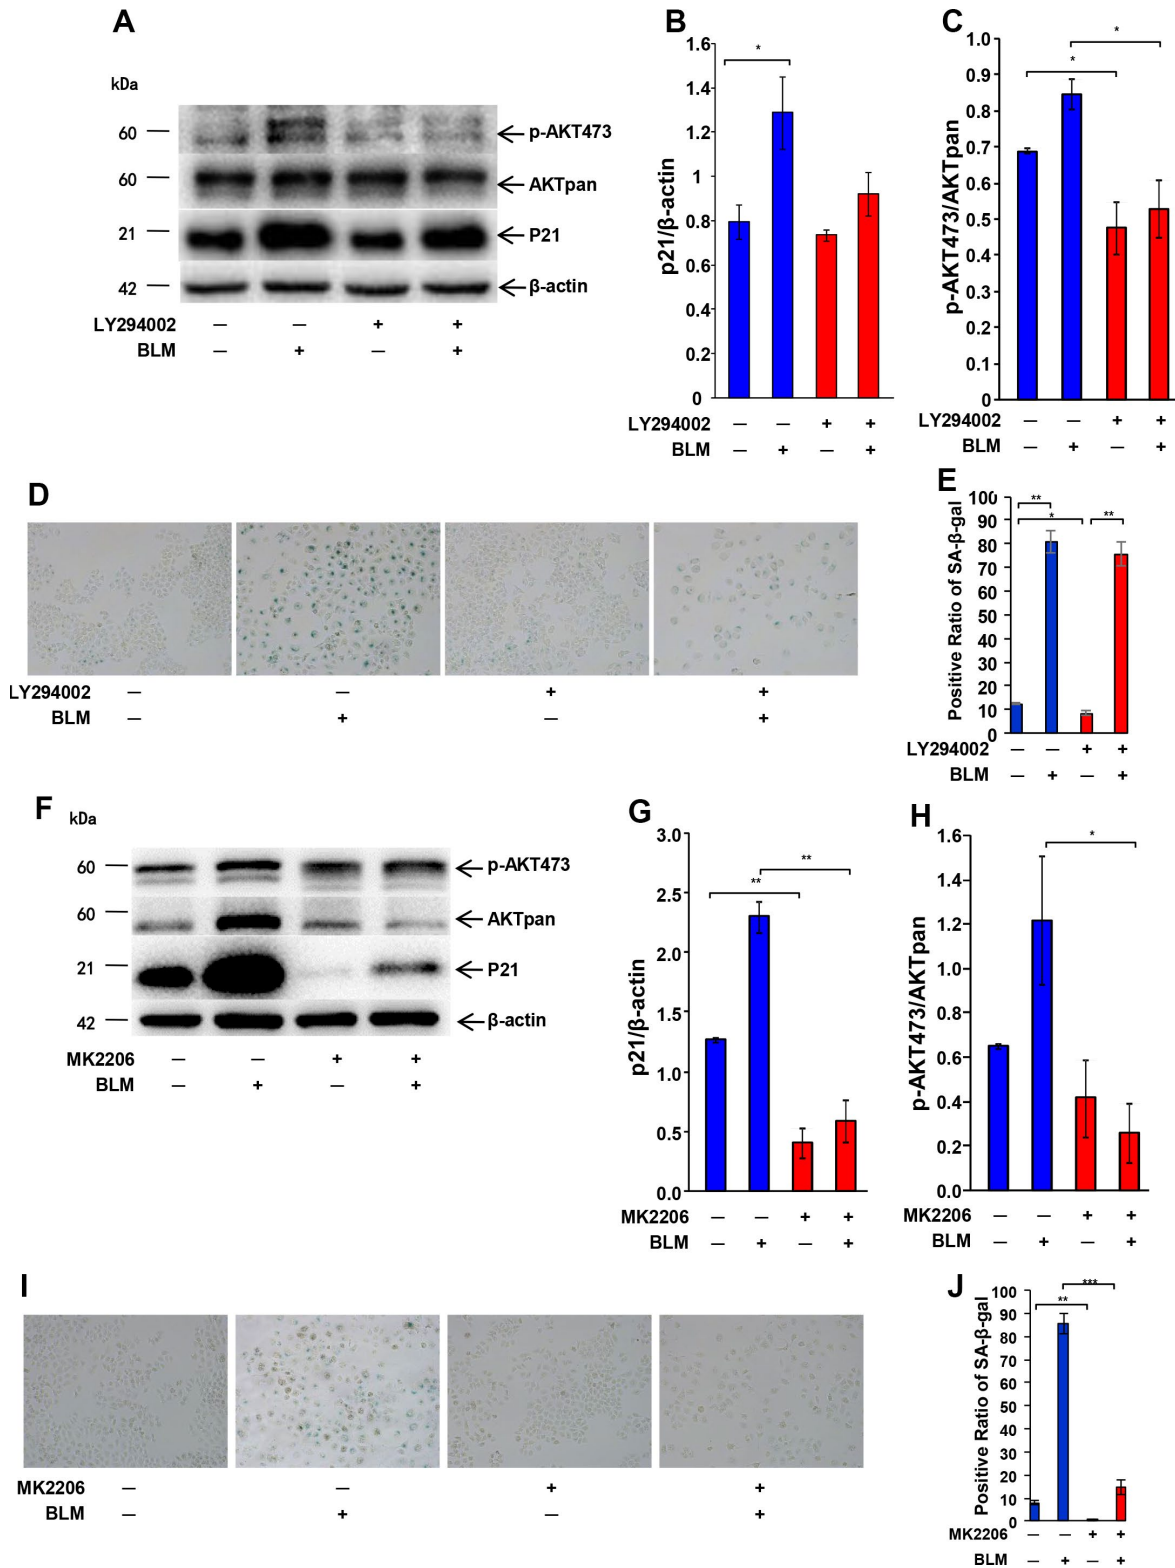 A
kDa
60
p-AKT473
60
AKTpan
21
P21
42
β-actin
LY294002 — — + +
BLM — + — +
B
p21/β-actin
1.6
1.4
1.2
1
0.8
0.6
0.4
0.2
0
*
LY294002 — — + +
BLM — + — +
C
p-AKT473/AKTpan
1.0
0.9
0.8
0.7
0.6
0.5
0.4
0.3
0.2
0.1
0
*
*
LY294002 — — + +
BLM — + — +
D
LY294002 — — + +
BLM — + — +
E
Positive Ratio of SA-β-gal
100
90
80
70
60
50
40
30
20
10
0
**
*
**
LY294002 — — + +
BLM — + — +
F
kDa
60
p-AKT473
60
AKTpan
21
P21
42
β-actin
MK2206 — — + +
BLM — + — +
G
p21/β-actin
3.0
2.5
2.0
1.5
1.0
0.5
0.0
**
**
MK2206 — — + +
BLM — + — +
H
p-AKT473/AKTpan
1.6
1.4
1.2
1.0
0.8
0.6
0.4
0.2
0.0
*
MK2206 — — + +
BLM — + — +
I
MK2206 — — + +
BLM — + — +
J
Positive Ratio of SA-β-gal
100
90
80
70
60
50
40
30
20
10
0
***
**
MK2206 — — + +
BLM — + — +